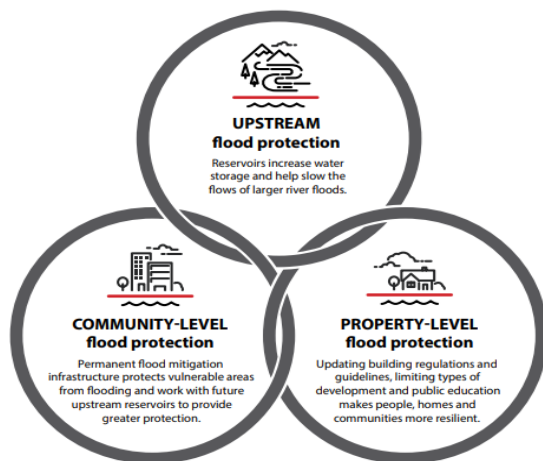 UPSTREAM
flood protection
Reservoirs increase water
storage and help slow the
flows of larger river floods.
COMMUNITY-LEVEL
flood protection
Permanent flood mitigation
infrastructure protects vulnerable areas
from flooding and work with future
upstream reservoirs to provide
greater protection.
PROPERTY-LEVEL
flood protection
Updating building regulations and
guidelines, limiting types of
development and public education
makes people, homes and
communities more resilient.